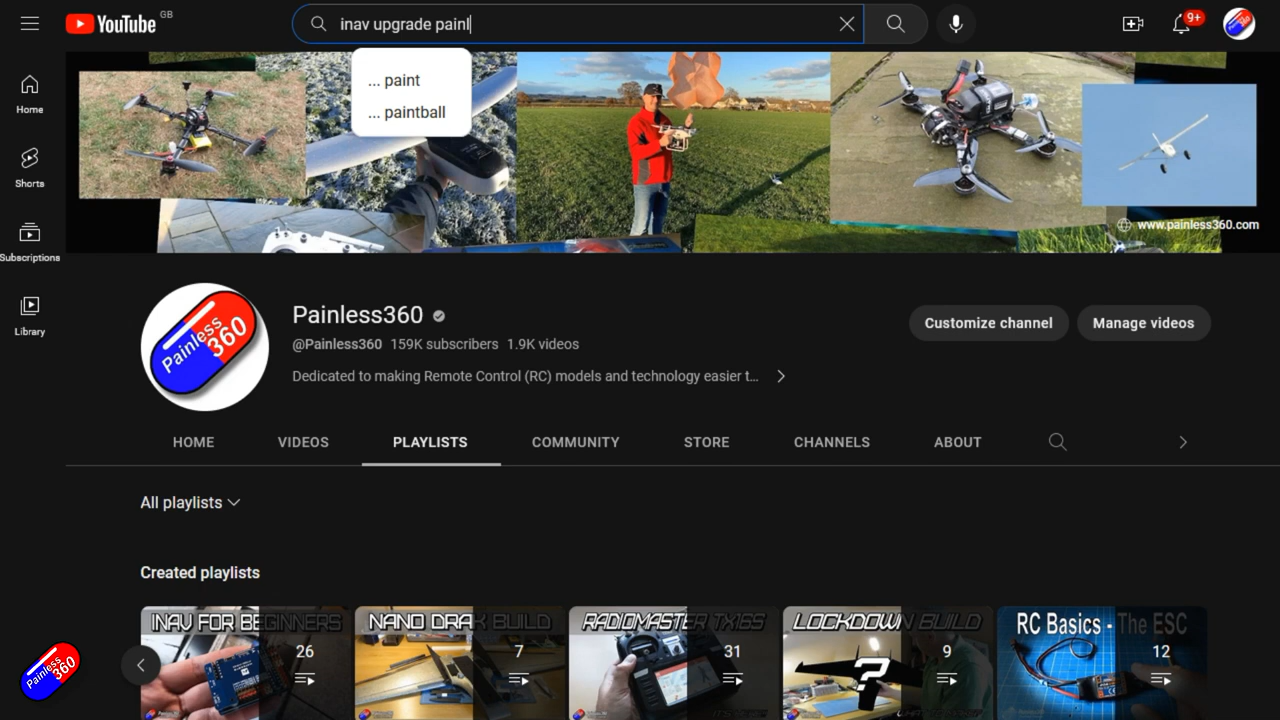 YouTube GB
inav upgrade painl
9+
... paint
... paintball
Home
Shorts
Subscriptions
Library
www.painless360.com
Painless 360
Painless360
@Painless360 159K subscribers 1.9K videos
Dedicated to making Remote Control (RC) models and technology easier t...
Customize channel
Manage videos
HOME
VIDEOS
PLAYLISTS
COMMUNITY
STORE
CHANNELS
ABOUT
All playlists
Created playlists
INAV FOR BEGINNERS
26
NANO DRAK BUILD
7
RADIOMASTER TX16S
31
LOCKDOWN BUILD
?
9
RC Basics - The ESC
12
Painless 360